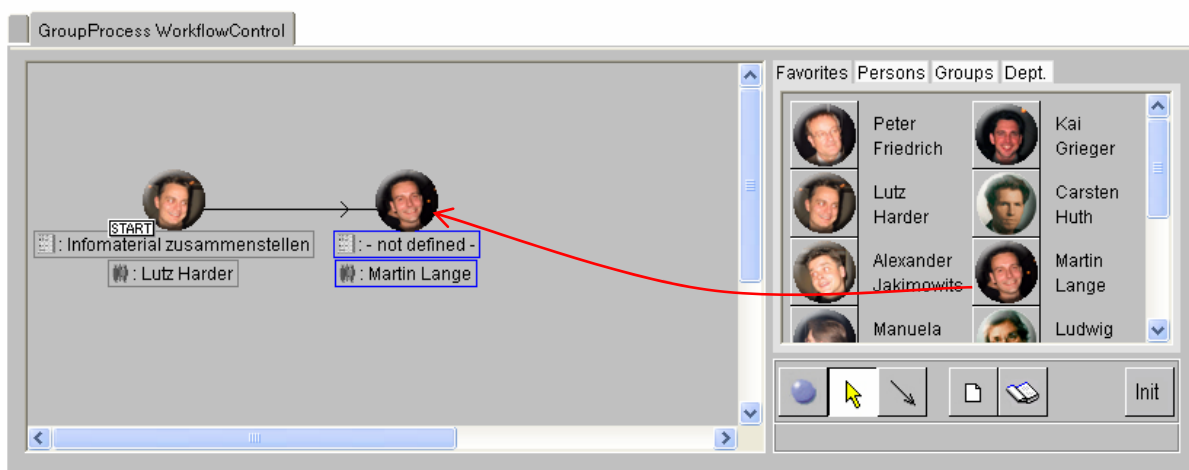 GroupProcess WorkflowControl
START
: Infomaterial zusammenstellen
: Lutz Harder
: - not defined -
: Martin Lange
Favorites Persons Groups Dept.
Peter
Friedrich
Kai
Grieger
Lutz
Harder
Carsten
Huth
Alexander
Jakimowits
Martin
Lange
Manuela
Ludwig
Init